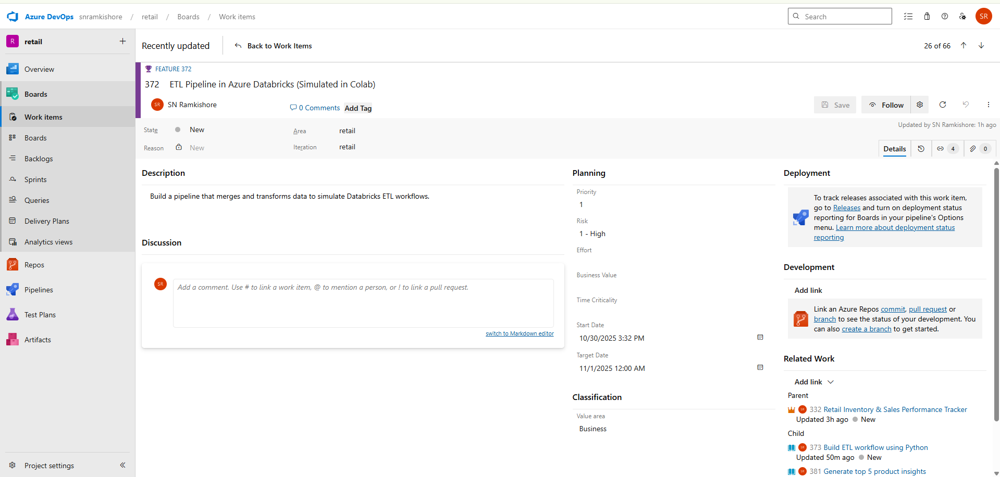 Azure DevOps snramkishore / retail / Boards / Work items
Search
SR
R retail
Overview
Boards
Work items
Boards
Backlogs
Sprints
Queries
Delivery Plans
Analytics views
Repos
Pipelines
Test Plans
Artifacts
Project settings
Recently updated
Back to Work Items
26 of 66
FEATURE 372
372 ETL Pipeline in Azure Databricks (Simulated in Colab)
SR SN Ramkishore
0 Comments Add Tag
Save
Follow
State New
Area retail
Updated by SN Ramkishore: 1h ago
Reason New
Iteration retail
Details
4
0
Description
Build a pipeline that merges and transforms data to simulate Databricks ETL workflows.
Discussion
SR
Add a comment. Use # to link a work item, @ to mention a person, or ! to link a pull request.
switch to Markdown editor
Planning
Priority
1
Risk
1 - High
Effort
Business Value
Time Criticality
Start Date
10/30/2025 3:32 PM
Target Date
11/1/2025 12:00 AM
Classification
Value area
Business
Deployment
To track releases associated with this work item,
go to Releases and turn on deployment status
reporting for Boards in your pipeline's Options
menu. Learn more about deployment status
reporting
Development
Add link
Link an Azure Repos commit, pull request or
branch to see the status of your development. You
can also create a branch to get started.
Related Work
Add link
Parent
SR 332 Retail Inventory & Sales Performance Tracker
Updated 3h ago New
Child
SR 373 Build ETL workflow using Python
Updated 50m ago New
SR 381 Generate top 5 product insights